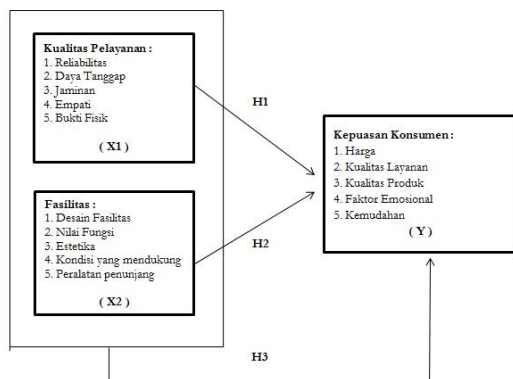 Kualitas Pelayanan :
1. Reliabilitas
2. Daya Tanggap
3. Jaminan
4. Empati
5. Bukti Fisik
( X1 )
H1
Kepuasan Konsumen :
1. Harga
2. Kualitas Layanan
3. Kualitas Produk
4. Faktor Emosional
5. Kemudahan
( Y )
Fasilitas :
1. Desain Fasilitas
2. Nilai Fungsi
3. Estetika
4. Kondisi yang mendukung
5. Peralatan penunjang
( X2 )
H2
H3